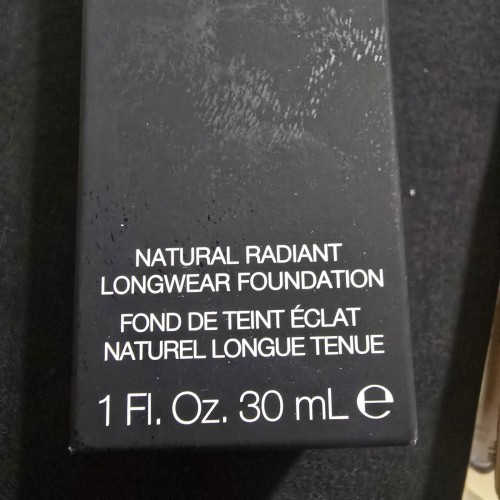 NATURAL RADIANT
LONGWEAR FOUNDATION
FOND DE TEINT ÉCLAT
NATUREL LONGUE TENUE
1 Fl. Oz. 30 mL ℮